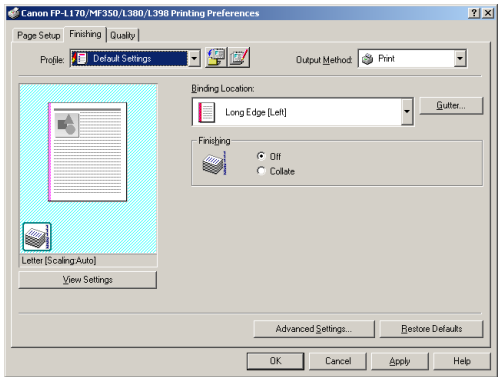 Canon FP-L170/MF350/L380/L398 Printing Preferences
Page Setup Finishing Quality
Profile: Default Settings Output Method: Print
Binding Location:
Long Edge [Left] Gutter...
Finishing
Off
Collate
Letter [Scaling:Auto]
View Settings
Advanced Settings... Restore Defaults
OK Cancel Apply Help